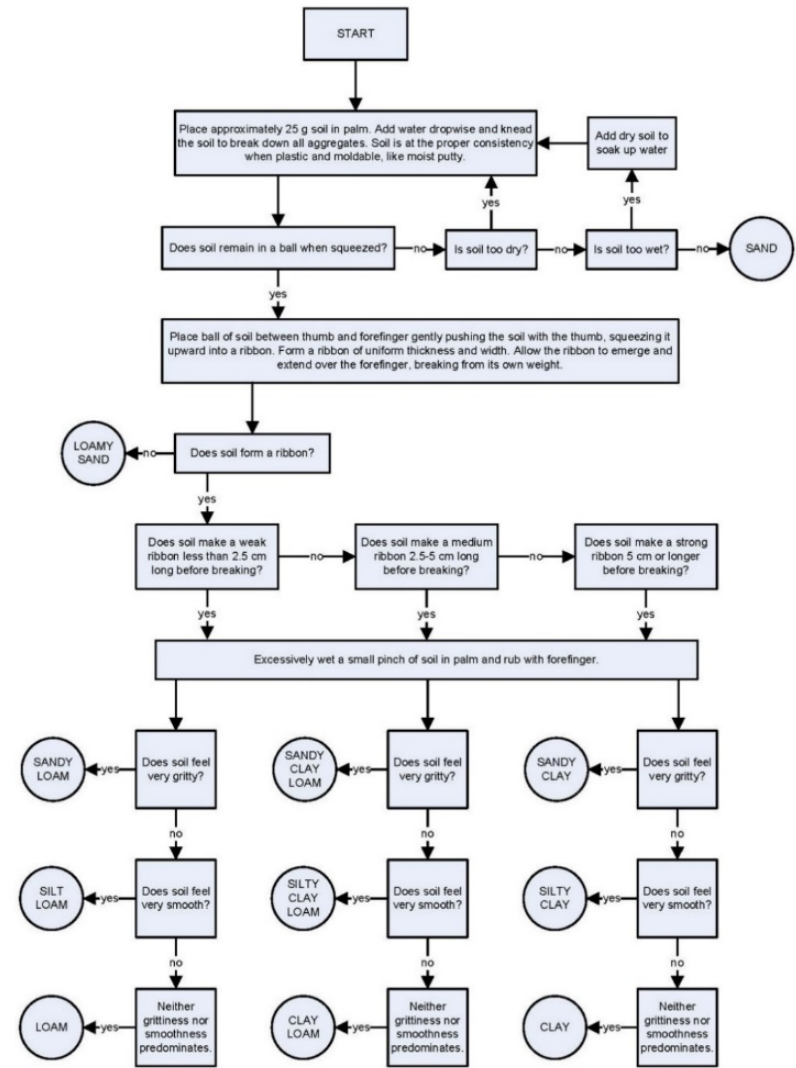 START
Place approximately 25 g soil in palm. Add water dropwise and knead
the soil to break down all aggregates. Soil is at the proper consistency
when plastic and moldable, like moist putty.
Add dry soil to
soak up water
yes
yes
Does soil remain in a ball when squeezed?
no
Is soil too dry?
no
Is soil too wet?
no
SAND
yes
Place ball of soil between thumb and forefinger gently pushing the soil with the thumb, squeezing it
upward into a ribbon. Form a ribbon of uniform thickness and width. Allow the ribbon to emerge and
extend over the forefinger, breaking from its own weight.
LOAMY
SAND
no
Does soil form a ribbon?
yes
Does soil make a weak
ribbon less than 2.5 cm
long before breaking?
no
Does soil make a medium
ribbon 2.5-5 cm long
before breaking?
no
Does soil make a strong
ribbon 5 cm or longer
before breaking?
yes
yes
yes
Excessively wet a small pinch of soil in palm and rub with forefinger.
SANDY
LOAM
yes
Does soil feel
very gritty?
SANDY
CLAY
LOAM
yes
Does soil feel
very gritty?
SANDY
CLAY
yes
Does soil feel
very gritty?
no
no
no
SILT
LOAM
yes
Does soil feel
very smooth?
SILTY
CLAY
LOAM
yes
Does soil feel
very smooth?
SILTY
CLAY
yes
Does soil feel
very smooth?
no
no
no
LOAM
yes
Neither
grittiness nor
smoothness
predominates.
CLAY
LOAM
yes
Neither
grittiness nor
smoothness
predominates.
CLAY
yes
Neither
grittiness nor
smoothness
predominates.